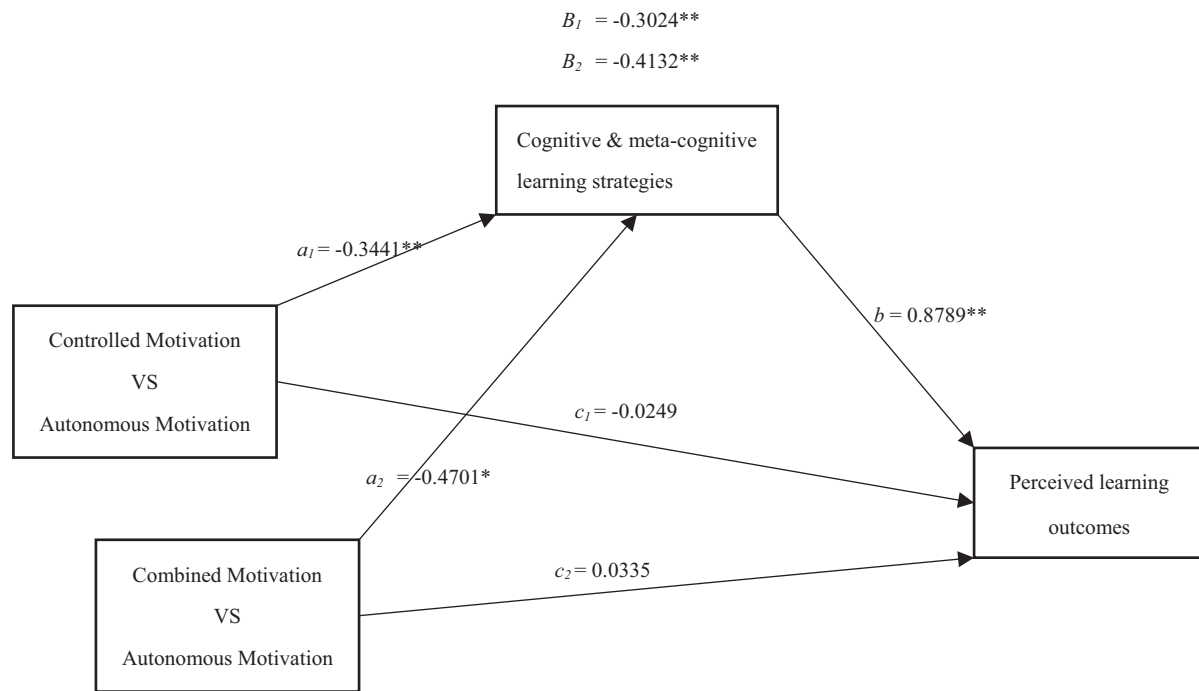 B1 = -0.3024**
B2 = -0.4132**
Cognitive & meta-cognitive
learning strategies
a1 = -0.3441**
b = 0.8789**
Controlled Motivation
VS
Autonomous Motivation
c1 = -0.0249
a2 = -0.4701*
Perceived learning
outcomes
Combined Motivation
VS
Autonomous Motivation
c2 = 0.0335